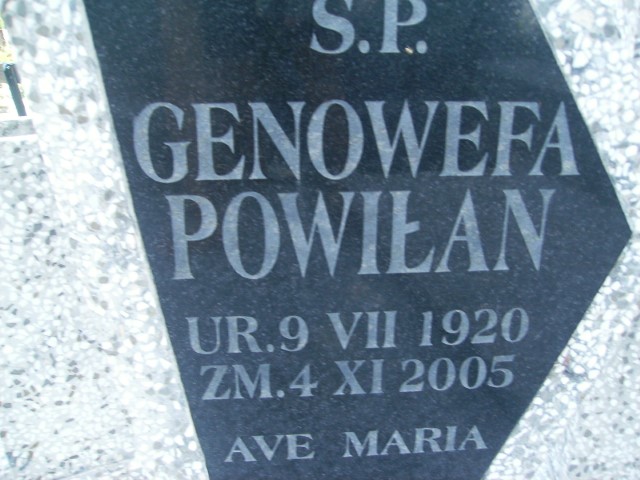 Ś.P.
GENOWEFA
POWIŁAN
UR.9 VII 1920
ZM.4 XI 2005
AVE MARIA